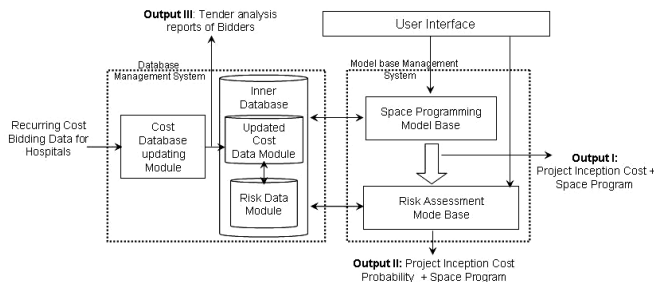 Output III: Tender analysis
reports of Bidders
User Interface
Database
Management System
Model base Management
System
Inner
Database
Recurring Cost
Bidding Data for
Hospitals
Cost
Database
updating
Module
Updated
Cost
Data Module
Risk Data
Module
Space Programming
Model Base
Output I:
Project Inception Cost +
Space Program
Risk Assessment
Mode Base
Output II: Project Inception Cost
Probability + Space Program